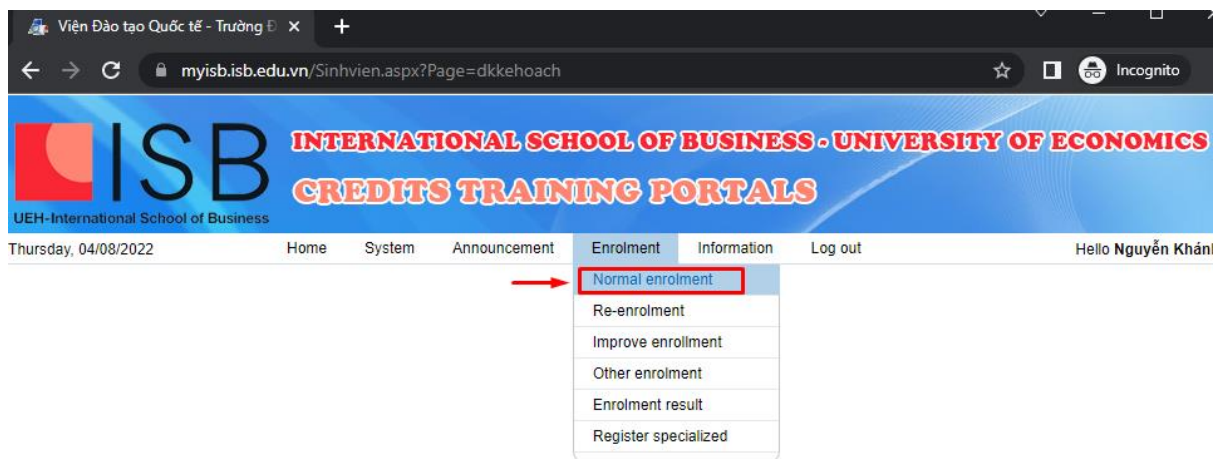 Viện Đào tạo Quốc tế - Trường Đ
myisb.isb.edu.vn/Sinhvien.aspx?Page=dkkehoach
Incognito
ISB
UEH-International School of Business
INTERNATIONAL SCHOOL OF BUSINESS - UNIVERSITY OF ECONOMICS
CREDITS TRAINING PORTALS
Thursday, 04/08/2022 Home System Announcement Enrolment Information Log out Hello Nguyễn Khánh
Normal enrolment
Re-enrolment
Improve enrollment
Other enrolment
Enrolment result
Register specialized